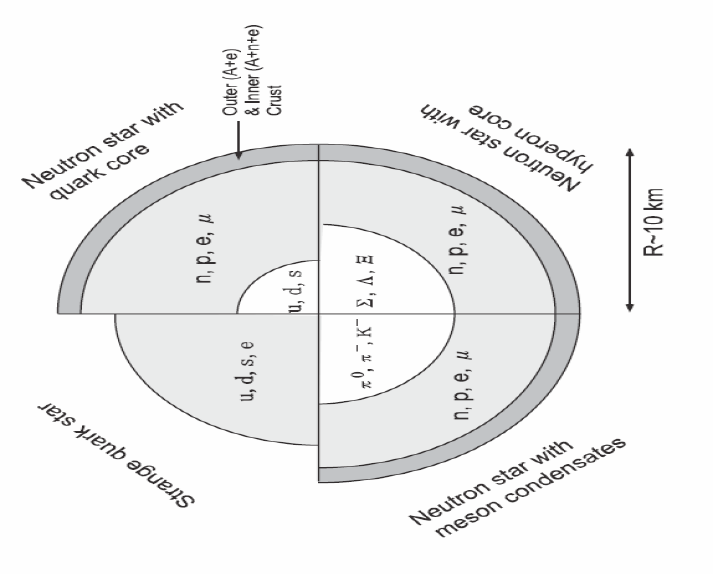 Neutron star with
quark core
Outer (A+e)
& Inner (A+n+e)
Crust
Neutron star with
hyperon core
n, p, e, μ
u, d, s
n, p, e, μ
Σ, Λ, Ξ
R~10 km
u, d, s, e
π⁰, π⁻, K⁻
n, p, e, μ
Strange quark star
Neutron star with
meson condensates